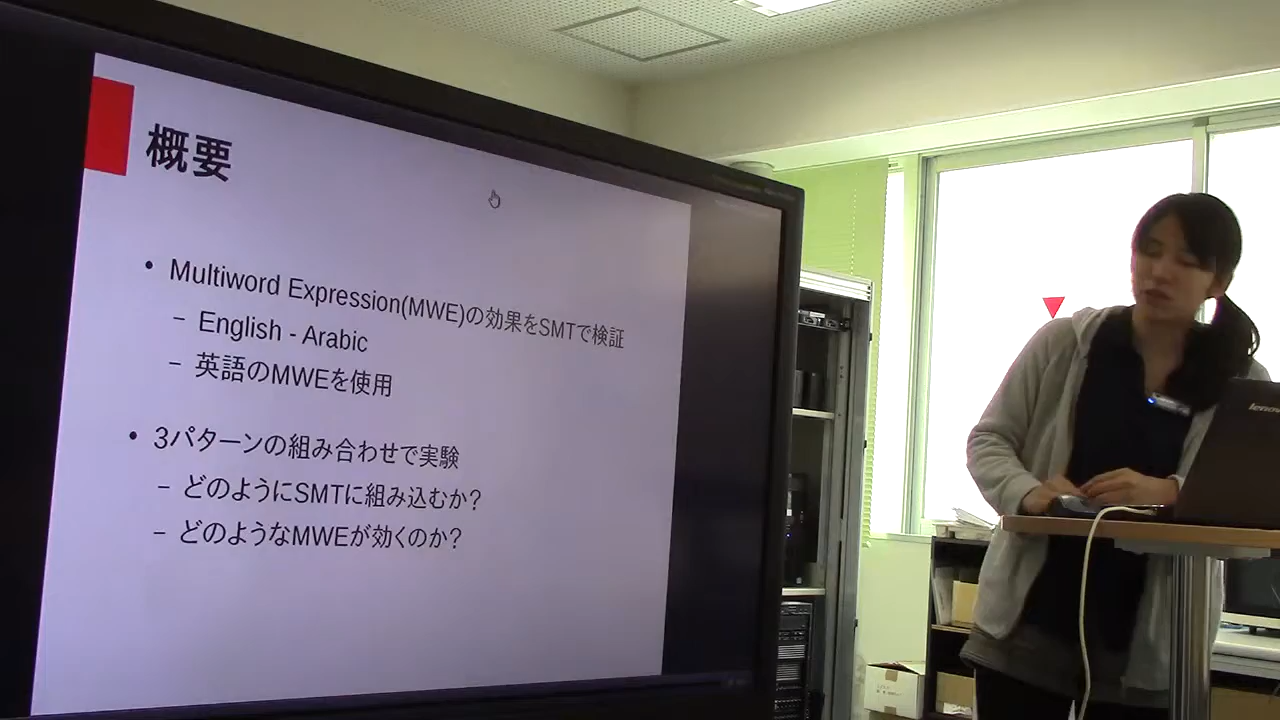 概要
• Multiword Expression(MWE)の効果をSMTで検証
– English - Arabic
– 英語のMWEを使用
• 3パターンの組み合わせで実験
– どのようにSMTに組み込むか?
– どのようなMWEが効くのか?
lenovo